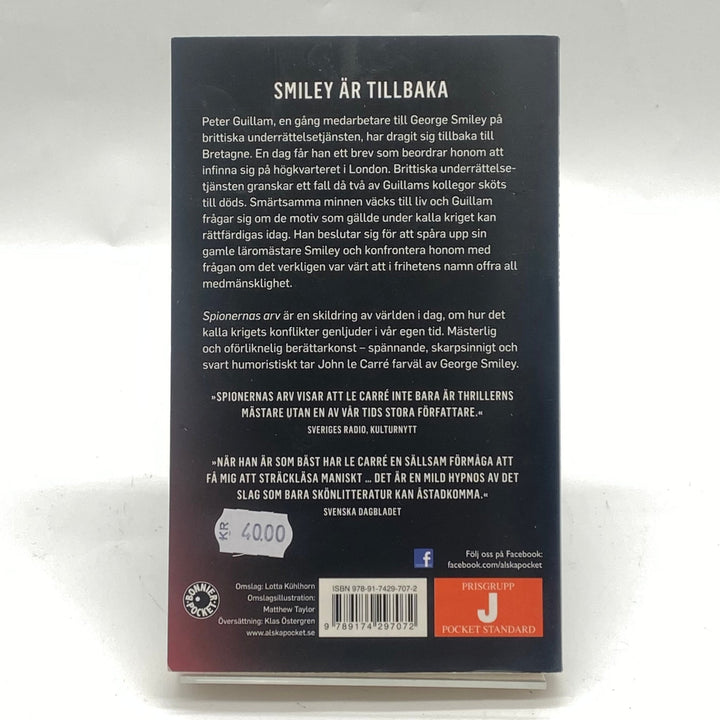 SMILEY ÄR TILLBAKA
Peter Guillam, en gång medarbetare till George Smiley på
brittiska underrättelsetjänsten, har dragit sig tillbaka till
Bretagne. En dag får han ett brev som beordrar honom att
infinna sig på högkvarteret i London. Brittiska underrättelse-
tjänsten granskar ett fall då två av Guillams kollegor sköts
till döds. Smärtsamma minnen väcks till liv och Guillam
frågar sig om de motiv som gällde under kalla kriget kan
rättfärdigas idag. Han beslutar sig för att spåra upp sin
gamle läromästare Smiley och konfrontera honom med
frågan om det verkligen var värt att i frihetens namn offra all
medmänsklighet.
Spionernas arv är en skildring av världen i dag, om hur det
kalla krigets konflikter genljuder i vår egen tid. Mästerlig
och oförliknelig berättarkonst – spännande, skarpsinnigt och
svart humoristiskt tar John le Carré farväl av George Smiley.
»SPIONERNAS ARV VISAR ATT LE CARRÉ INTE BARA ÄR THRILLERNS
MÄSTARE UTAN EN AV VÅR TIDS STORA FÖRFATTARE.«
SVERIGES RADIO, KULTURNYTT
»NÄR HAN ÄR SOM BÄST HAR LE CARRÉ EN SÄLLSAM FÖRMÅGA ATT
FÅ MIG ATT STRÄCKLÄSA MANISKT ... DET ÄR EN MILD HYPNOS AV DET
SLAG SOM BARA SKÖNLITTERATUR KAN ÅSTADKOMMA.«
SVENSKA DAGBLADET
KR 40.00
f
Följ oss på Facebook:
facebook.com/alskapocket
BONNIER POCKET
Omslag: Lotta Kühlhorn
Omslagsillustration:
Matthew Taylor
Översättning: Klas Östergren
www.alskapocket.se
ISBN 978-91-7429-707-2
9 789174 297072
PRISGRUPP
J
POCKET STANDARD